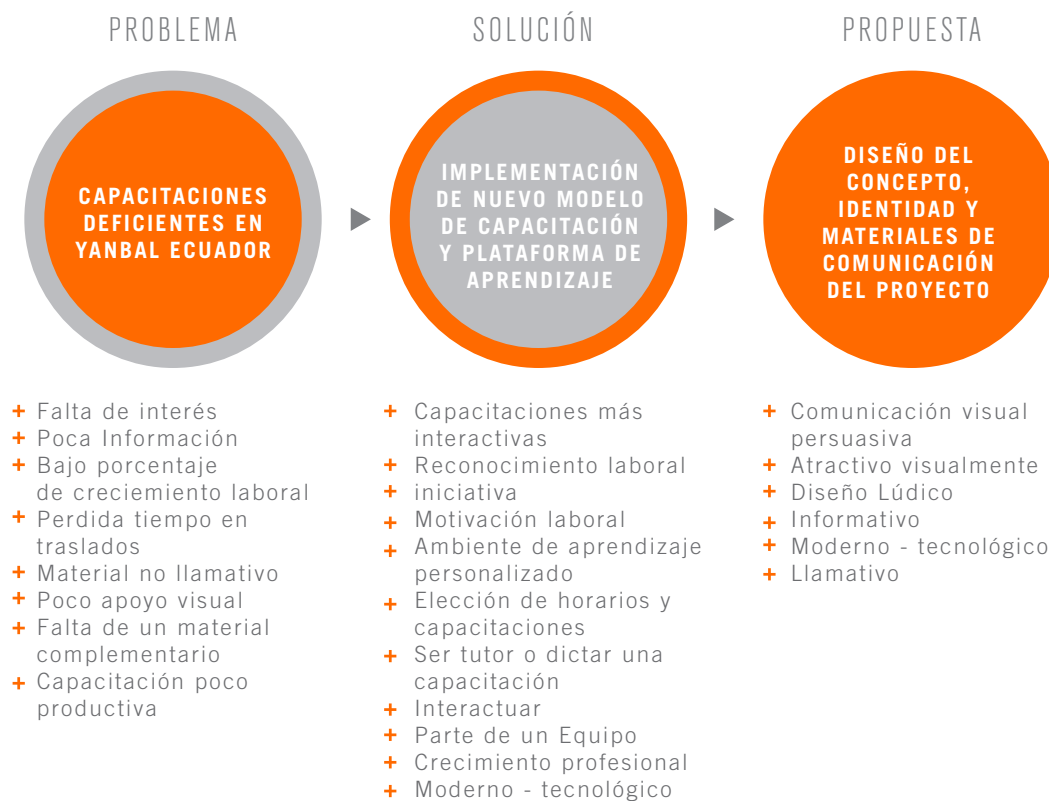 PROBLEMA
CAPACITACIONES
DEFICIENTES EN
YANBAL ECUADOR
+ Falta de interés
+ Poca Información
+ Bajo porcentaje
de creciemiento laboral
+ Perdida tiempo en
traslados
+ Material no llamativo
+ Poco apoyo visual
+ Falta de un material
complementario
+ Capacitación poco
productiva
SOLUCIÓN
IMPLEMENTACIÓN
DE NUEVO MODELO
DE CAPACITACIÓN
Y PLATAFORMA DE
APRENDIZAJE
+ Capacitaciones más
interactivas
+ Reconocimiento laboral
+ iniciativa
+ Motivación laboral
+ Ambiente de aprendizaje
personalizado
+ Elección de horarios y
capacitaciones
+ Ser tutor o dictar una
capacitación
+ Interactuar
+ Parte de un Equipo
+ Crecimiento profesional
+ Moderno - tecnológico
PROPUESTA
DISEÑO DEL
CONCEPTO,
IDENTIDAD Y
MATERIALES DE
COMUNICACIÓN
DEL PROYECTO
+ Comunicación visual
persuasiva
+ Atractivo visualmente
+ Diseño Lúdico
+ Informativo
+ Moderno - tecnológico
+ Llamativo